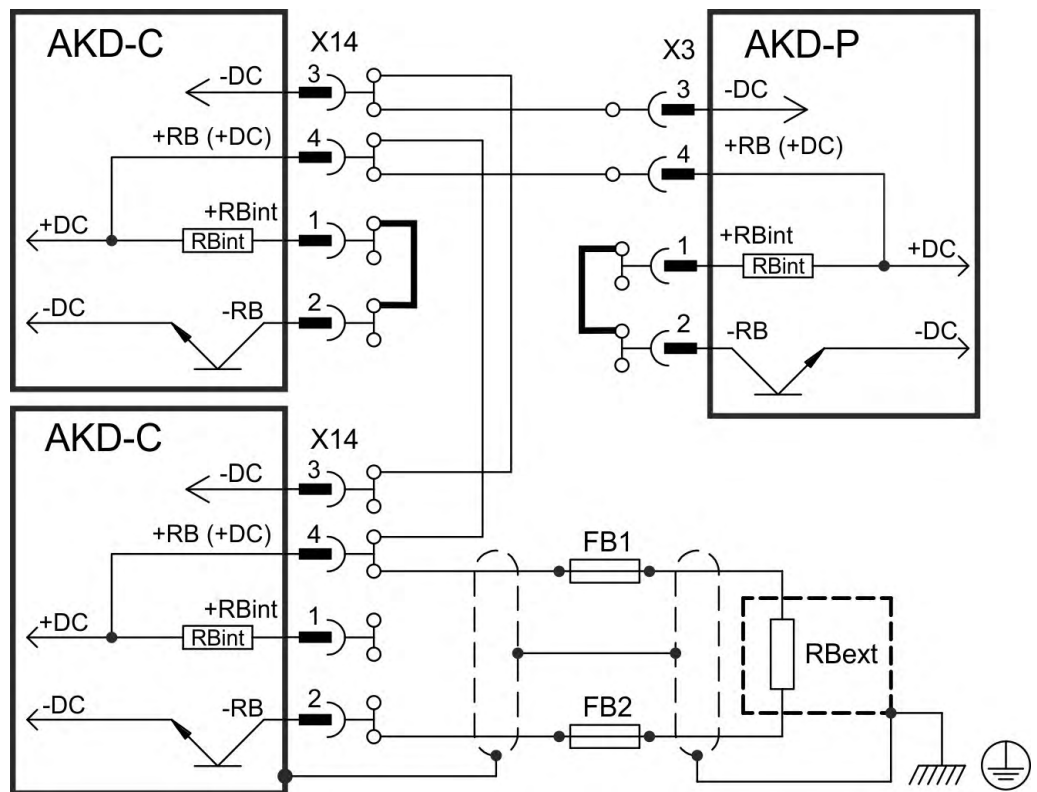 AKD-C
X14
-DC
3
+RB (+DC)
4
+RBint
1
+DC
RBint
-DC
-RB
2
X3
AKD-P
3
-DC
4
+RB (+DC)
1
+RBint
RBint
+DC
2
-RB
-DC
AKD-C
X14
-DC
3
+RB (+DC)
4
+RBint
1
+DC
RBint
-DC
-RB
2
FB1
RBext
FB2